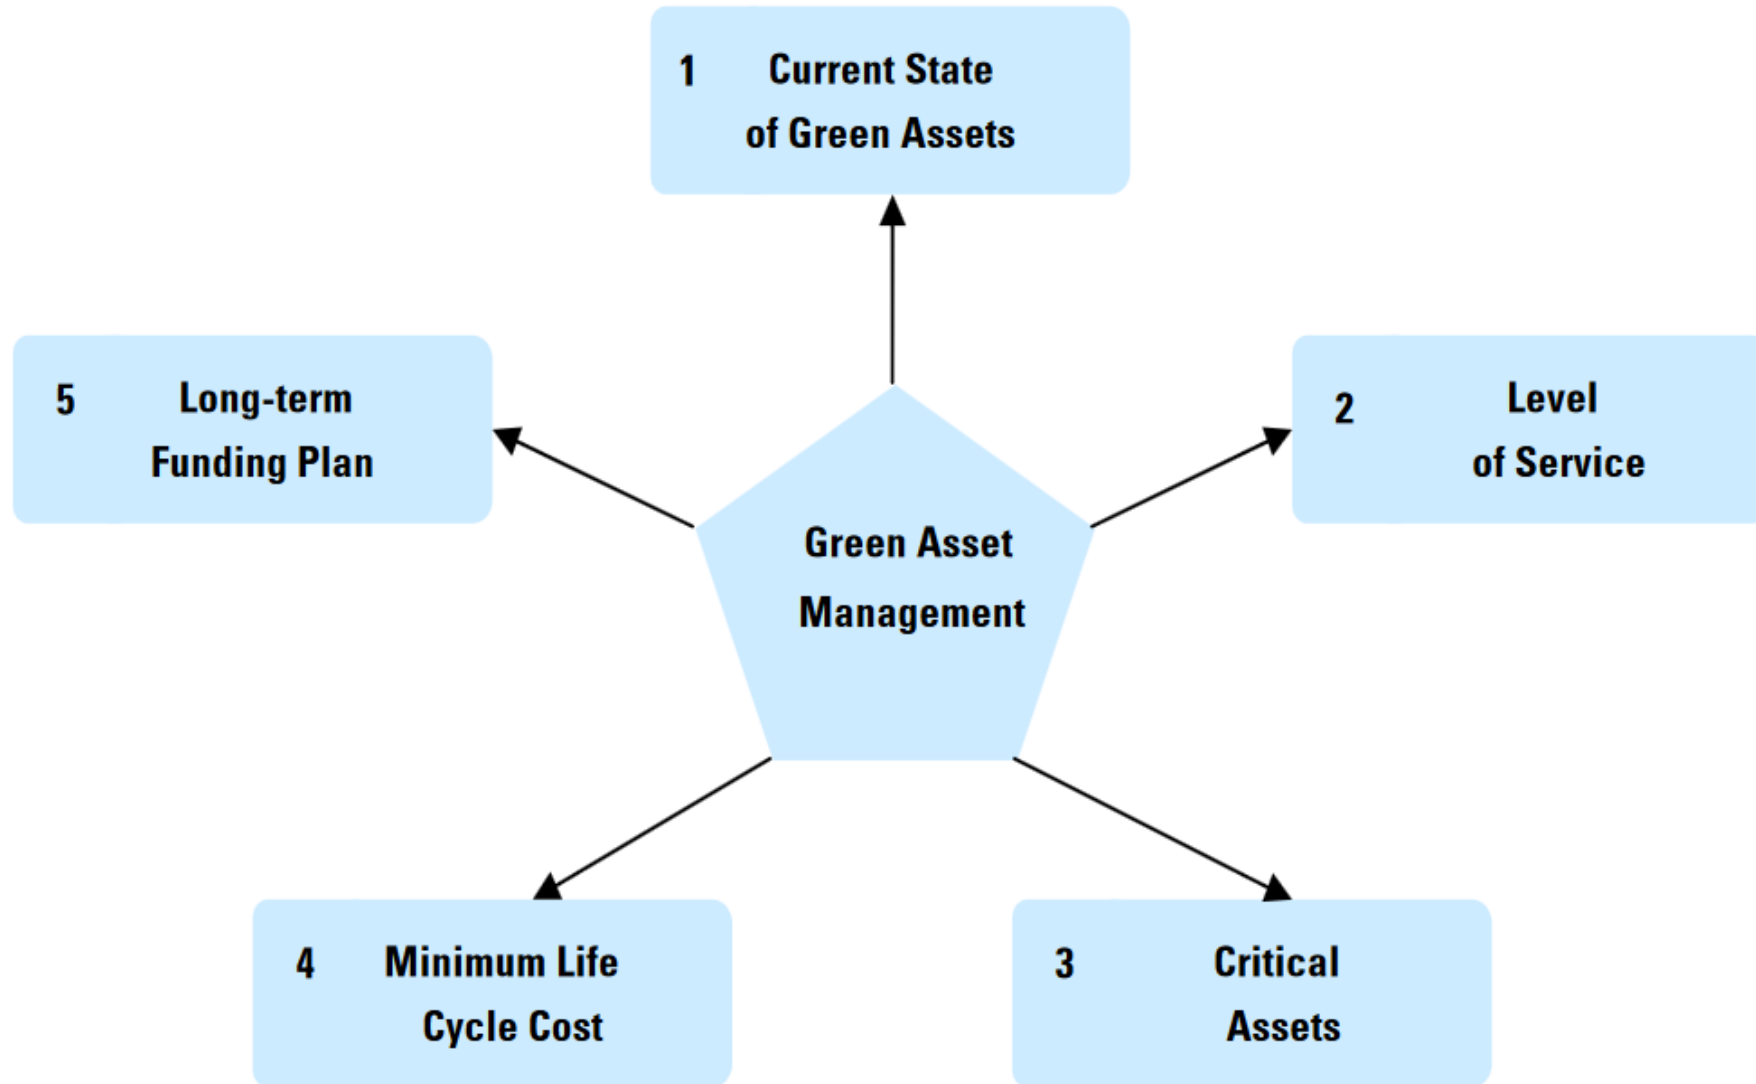 1 Current State
of Green Assets
5 Long-term
Funding Plan
2 Level
of Service
Green Asset
Management
4 Minimum Life
Cycle Cost
3 Critical
Assets